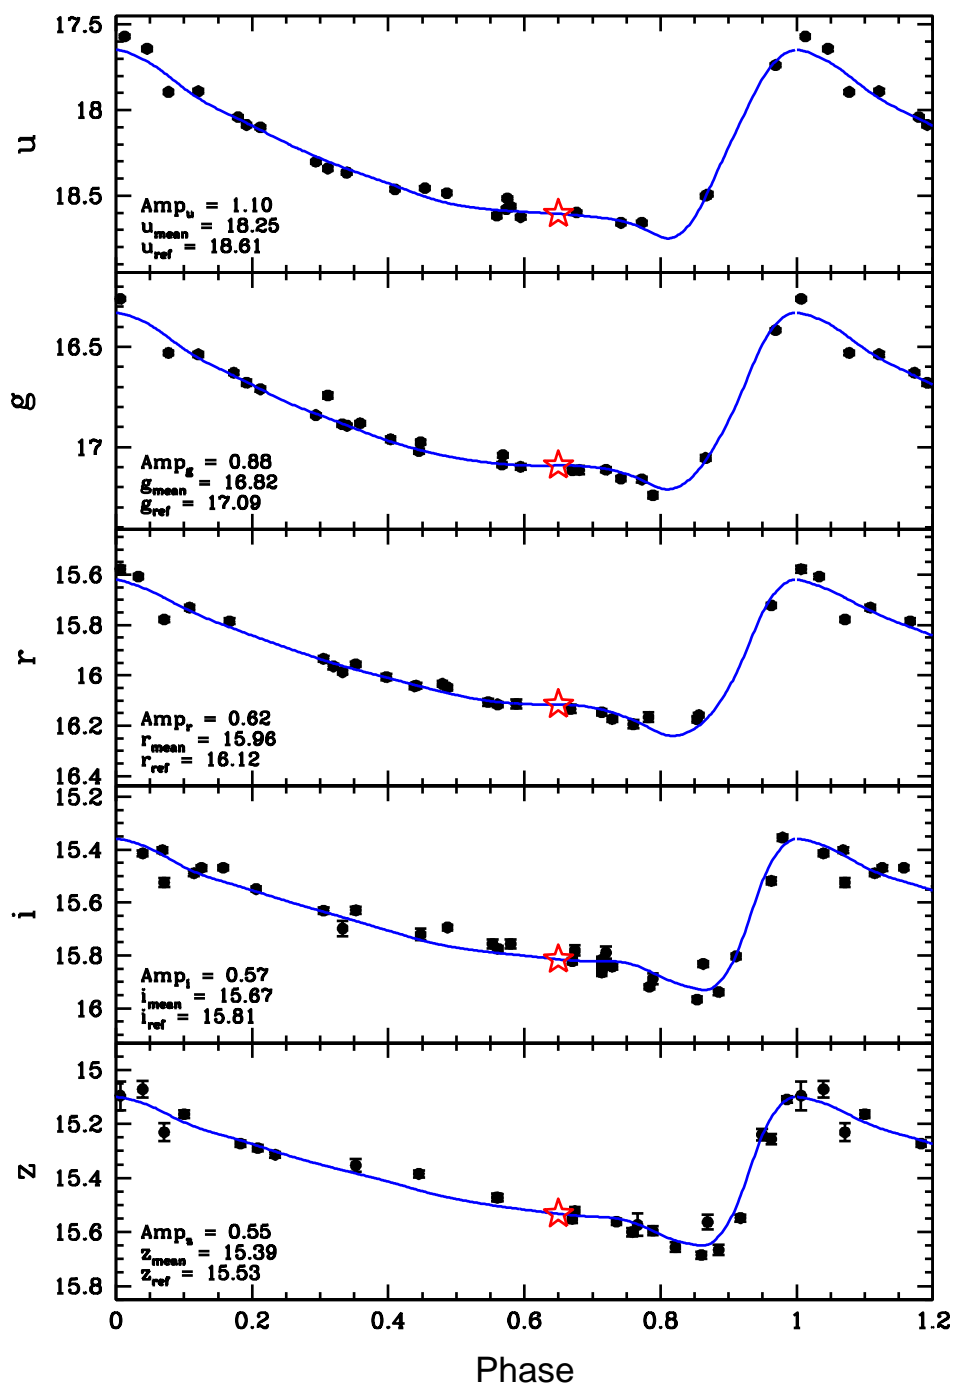 17.5
18
18.5
u
Amp_u = 1.10
u_mean = 18.25
u_ref = 18.61
16.5
17
g
Amp_g = 0.88
g_mean = 16.82
g_ref = 17.09
15.6
15.8
16
16.2
16.4
r
Amp_r = 0.62
r_mean = 15.96
r_ref = 16.12
15.2
15.4
15.6
15.8
16
i
Amp_i = 0.57
i_mean = 15.67
i_ref = 15.81
15
15.2
15.4
15.6
15.8
z
Amp_z = 0.55
z_mean = 15.39
z_ref = 15.53
0 0.2 0.4 0.6 0.8 1 1.2
Phase